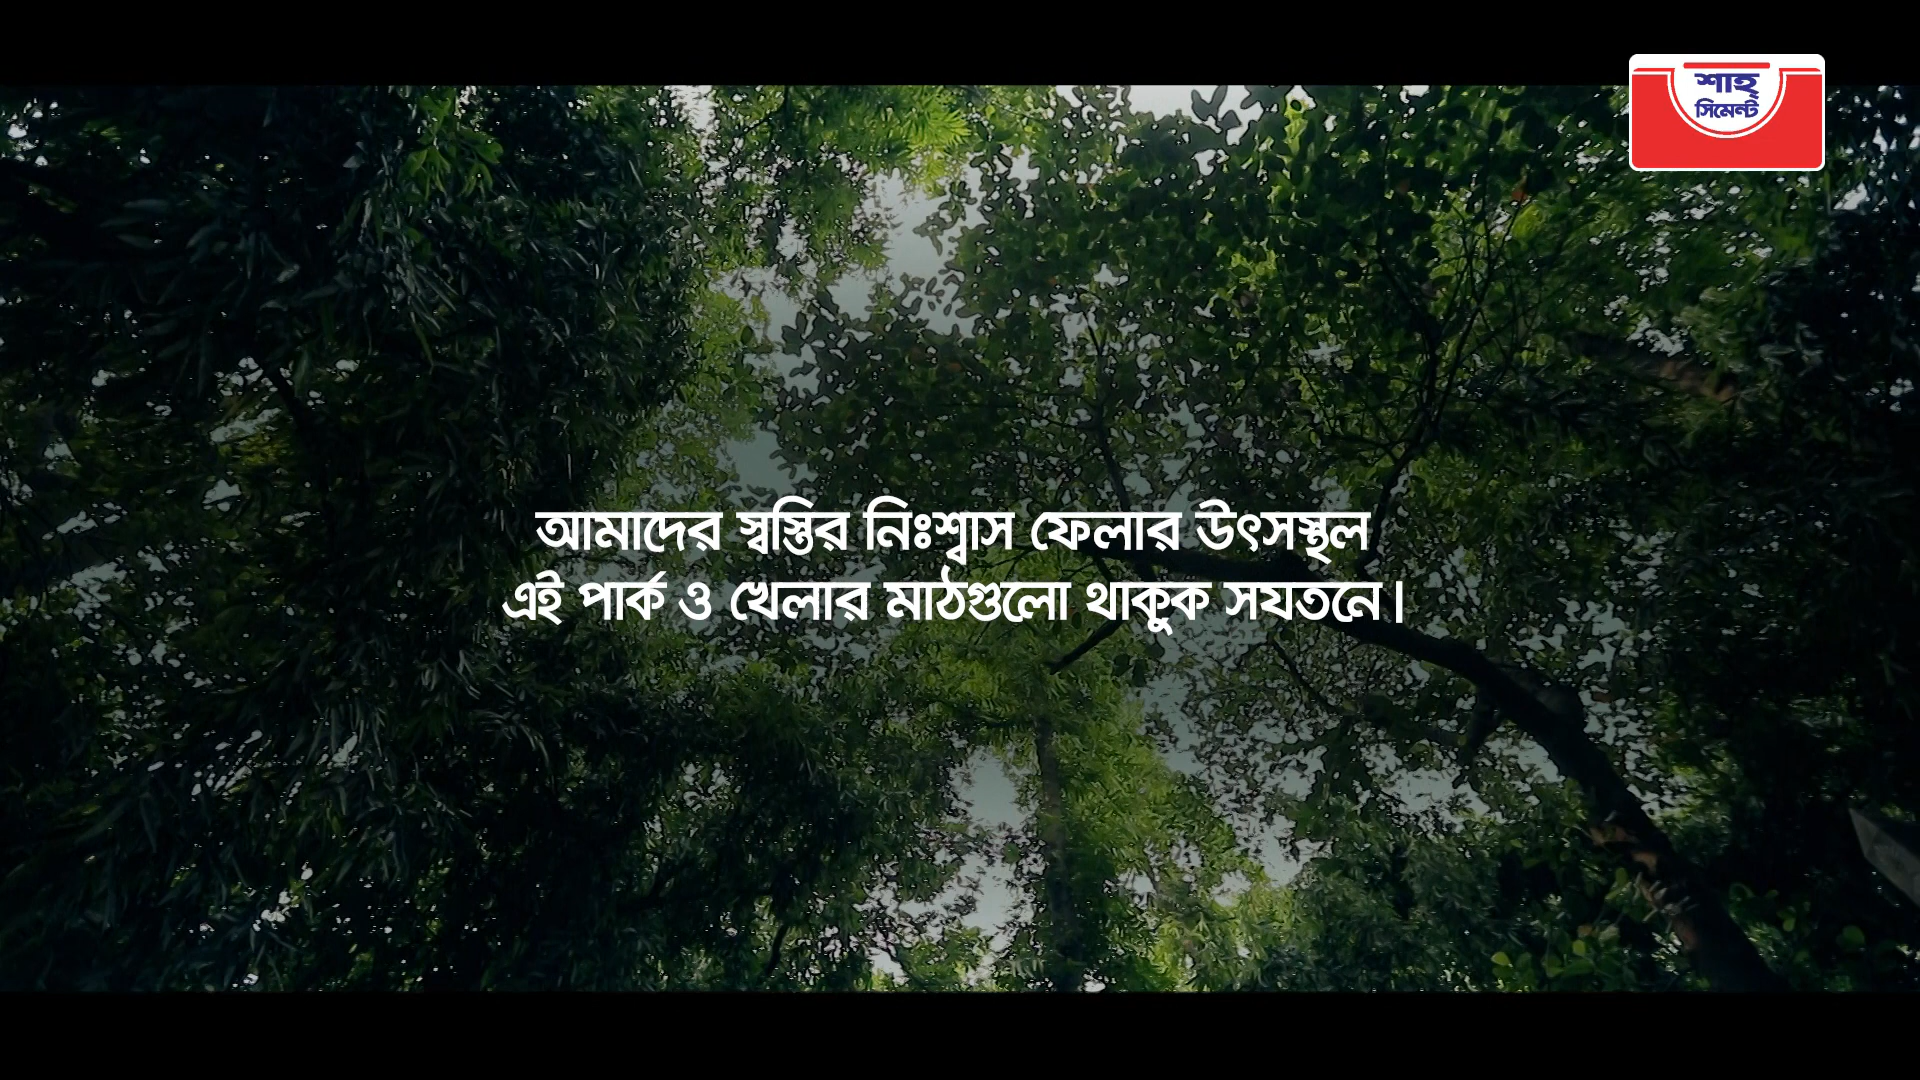 শাহ্
সিমেন্ট
আমাদের স্বস্তির নিঃশ্বাস ফেলার উৎসস্থল
এই পার্ক ও খেলার মাঠগুলো থাকুক সযতনে।